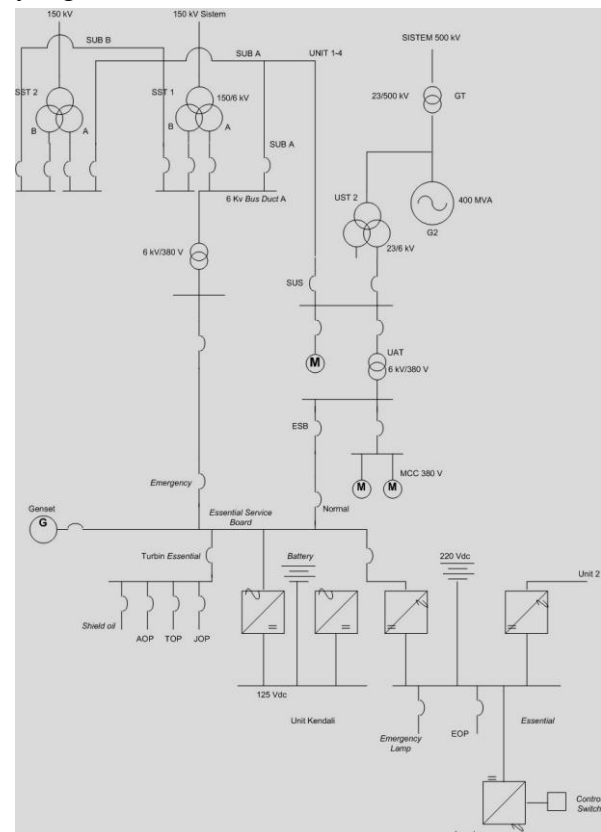 150 kV
150 kV Sistem
SUB B
SUB A
UNIT 1-4
SISTEM 500 kV
SST 2
SST 1
150/6 kV
23/500 kV
GT
B
A
B
A
SUB A
6 Kv Bus Duct A
UST 2
400 MVA
G2
23/6 kV
6 kV/380 V
SUS
M
UAT
6 kV/380 V
ESB
MCC 380 V
M
M
Emergency
Normal
Genset
G
Essential Service
Board
Turbin Essential
Battery
220 Vdc
Unit 2
Shield oil
AOP
TOP
JOP
125 Vdc
Unit Kendali
Emergency
Lamp
EOP
Essential
Control
Switch